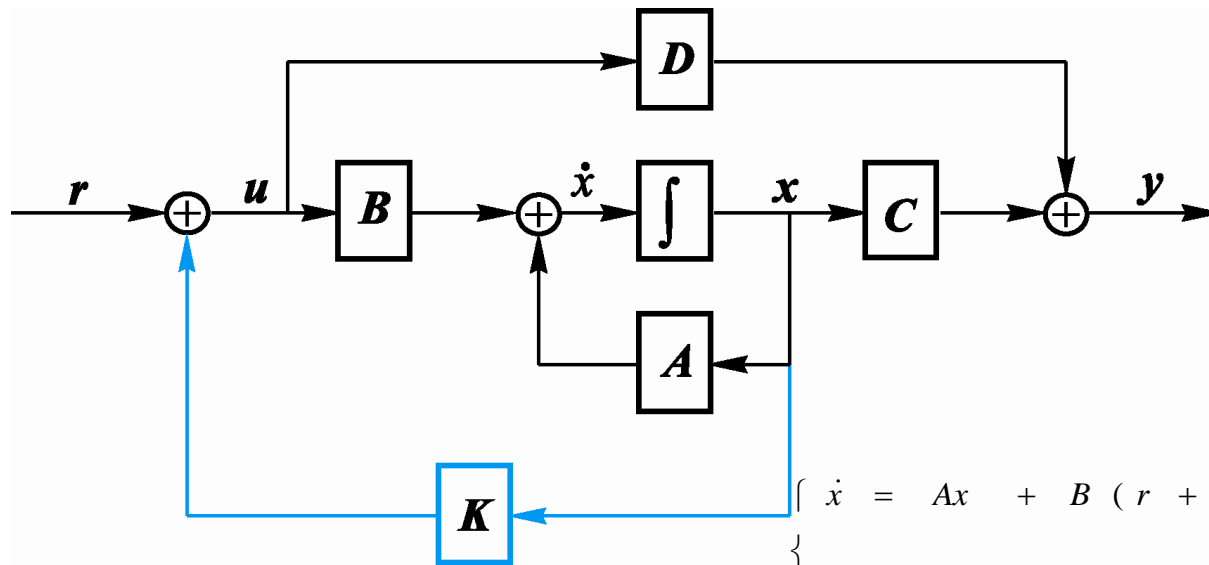 D
r u B ẋ ∫ x C y
A
K
ẋ = Ax + B ( r +
{